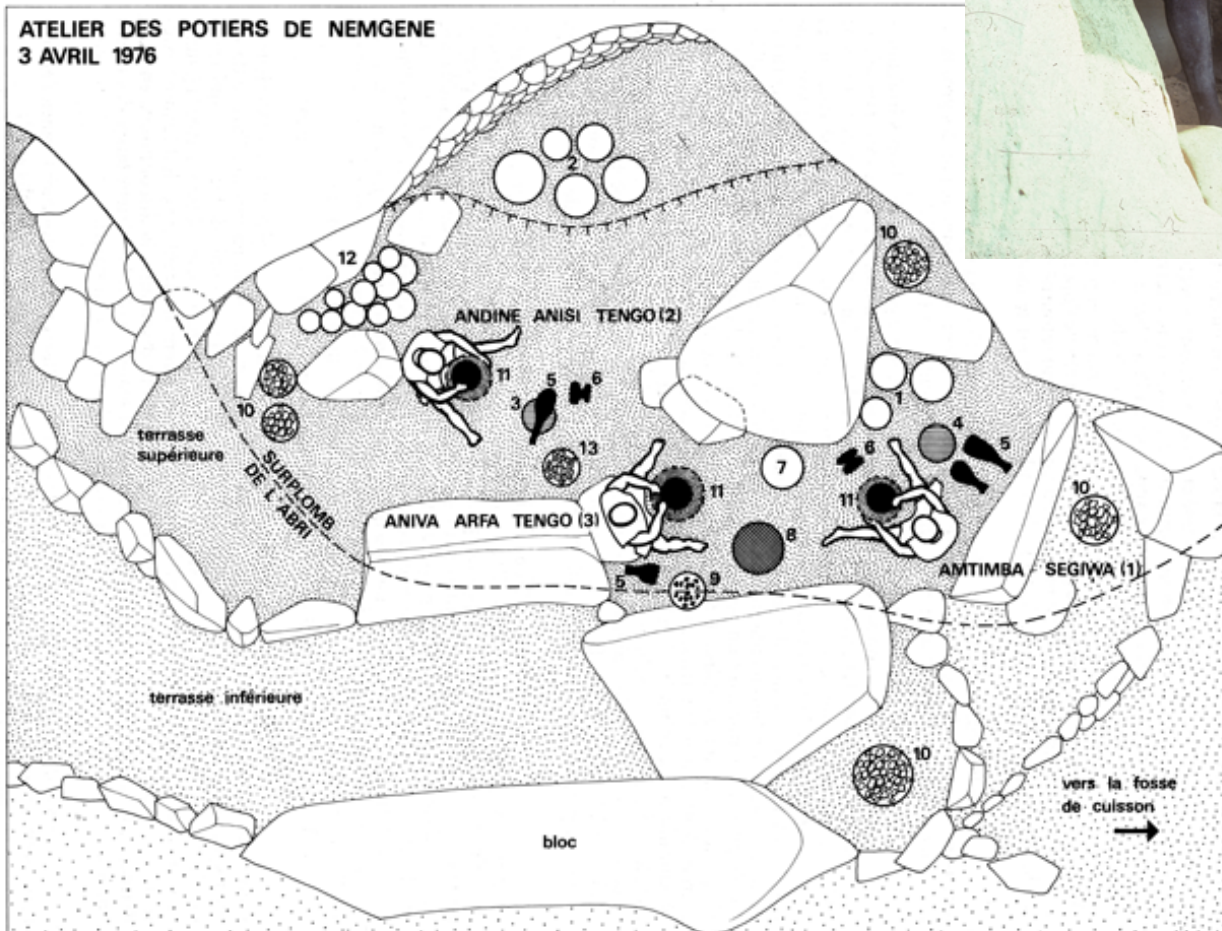 ATELIER DES POTIERS DE NEMGENE
3 AVRIL 1976
2
10
12
ANDINE ANISI TENGO (2)
11
5
6
3
1
4
5
10
terrasse
supérieure
SURPLOMB
DE L'ABRI
13
7
6
11
11
10
ANIVA ARFA TENGO (3)
8
5
9
AMTIMBA SEGIWA (1)
terrasse inférieure
10
vers la fosse
de cuisson
bloc